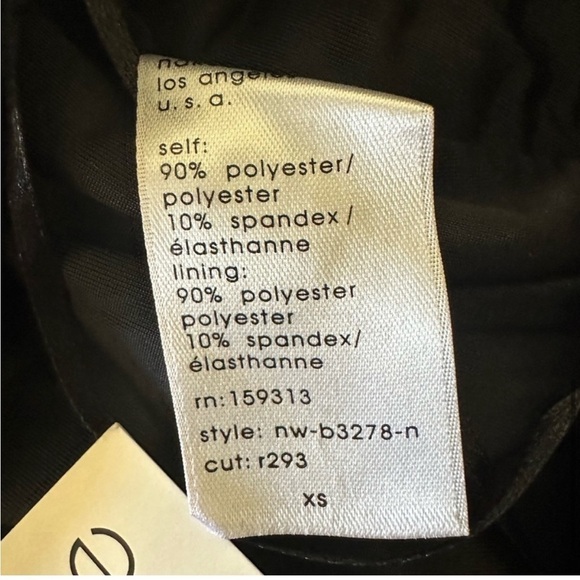 los angeles
u. s. a.
self:
90% polyester/
polyester
10% spandex /
élasthanne
lining:
90% polyester
polyester
10% spandex/
élasthanne
rn:159313
style: nw-b3278-n
cut: r293
xs